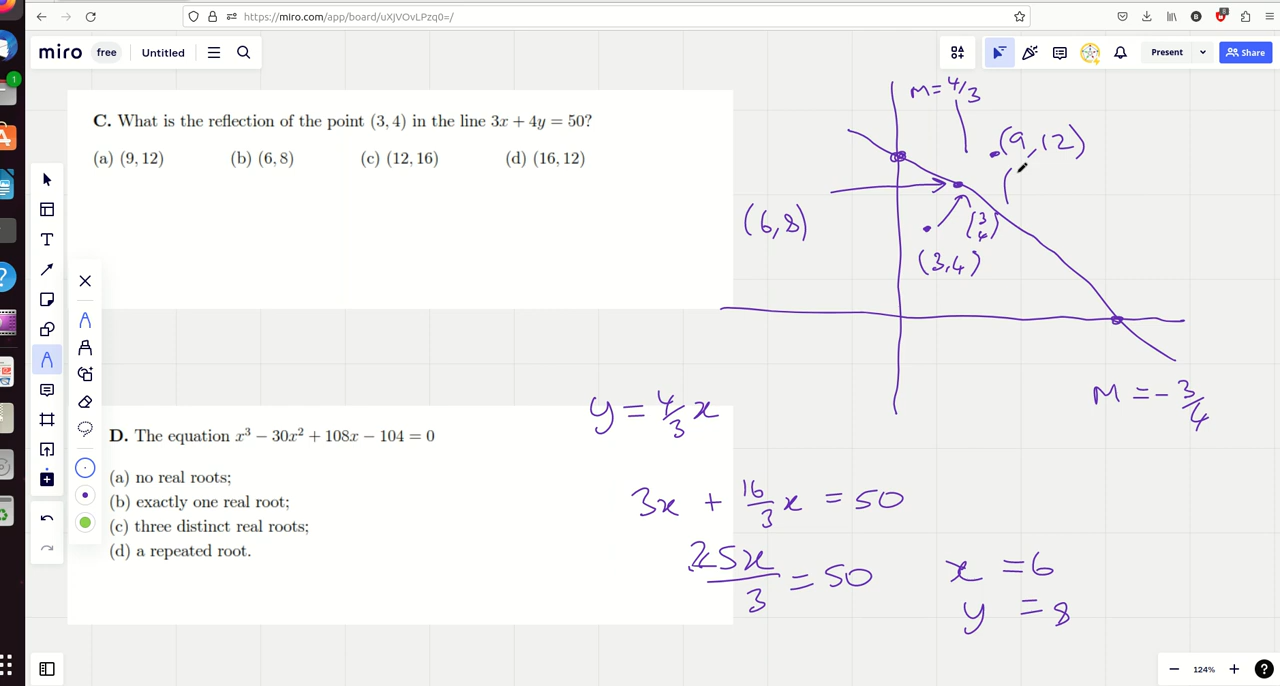 https://miro.com/app/board/uXjVOvLPzq0=/
miro free Untitled
Present
Share
C. What is the reflection of the point (3, 4) in the line 3x + 4y = 50?
(a) (9, 12) (b) (6, 8) (c) (12, 16) (d) (16, 12)
M = 4/3
(9, 12)
(
(6, 8)
(3 4)
(3, 4)
M = -3/4
y = 4/3 x
D. The equation x³ − 30x² + 108x − 104 = 0
(a) no real roots;
(b) exactly one real root;
(c) three distinct real roots;
(d) a repeated root.
3x + 16/3 x = 50
25x/3 = 50
x = 6
y = 8
124%